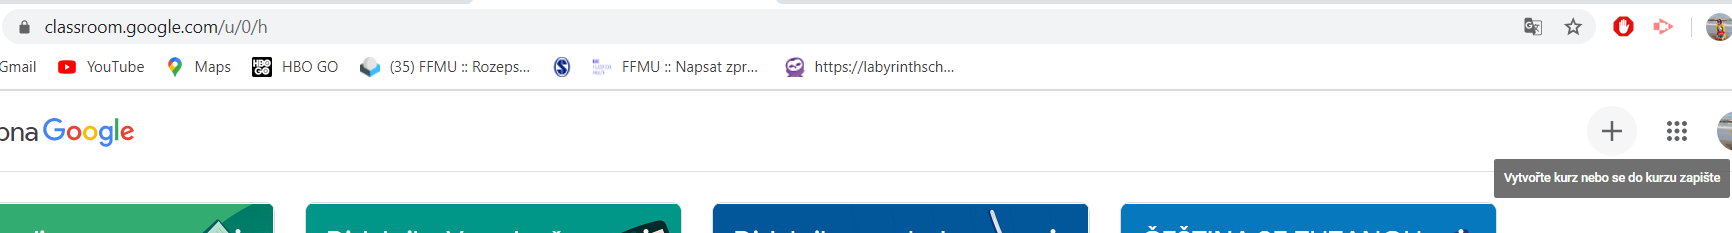 classroom.google.com/u/0/h
Gmail YouTube Maps HBO GO (35) FFMU :: Rozeps... FFMU :: Napsat zpr... https://labyrinthsch...
Google
Vytvořte kurz nebo se do kurzu zapište